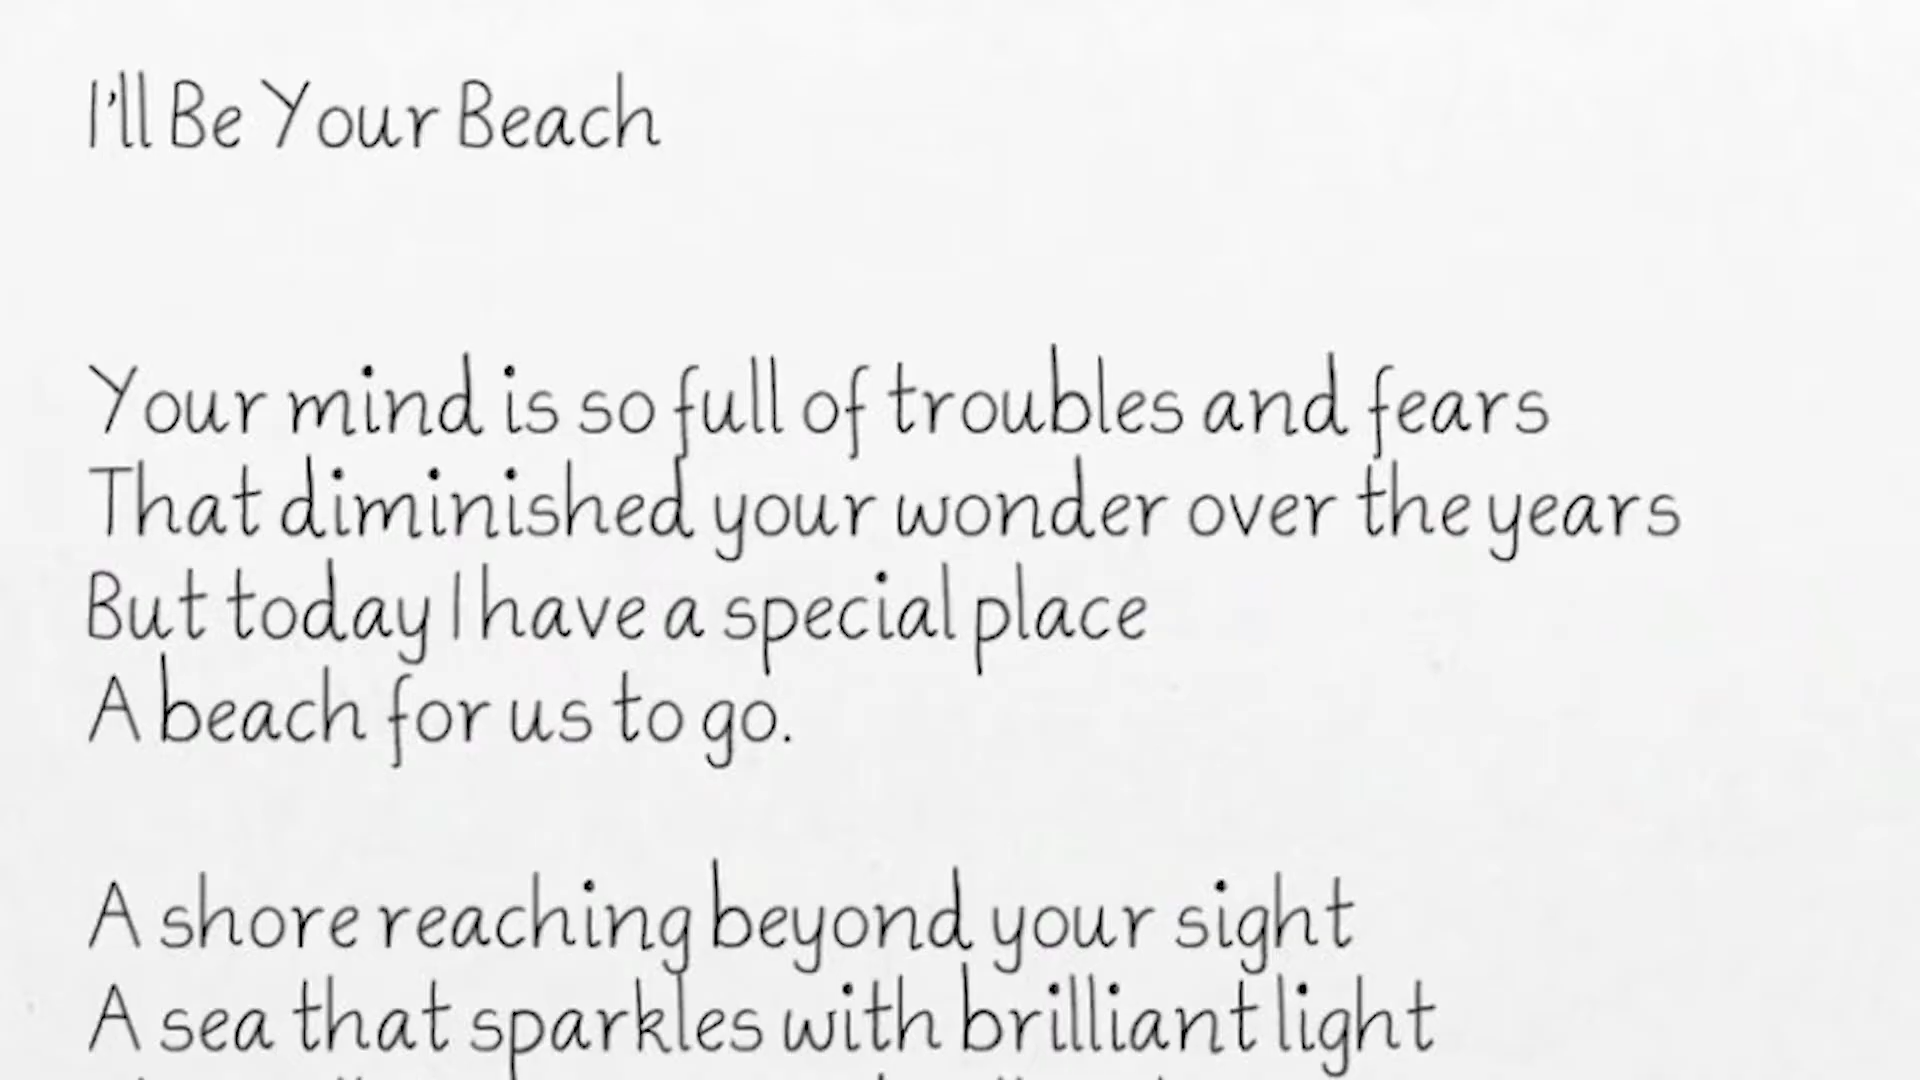 I'll Be Your Beach
Your mind is so full of troubles and fears
That diminished your wonder over the years
But today I have a special place
A beach for us to go.
A shore reaching beyond your sight
A sea that sparkles with brilliant light